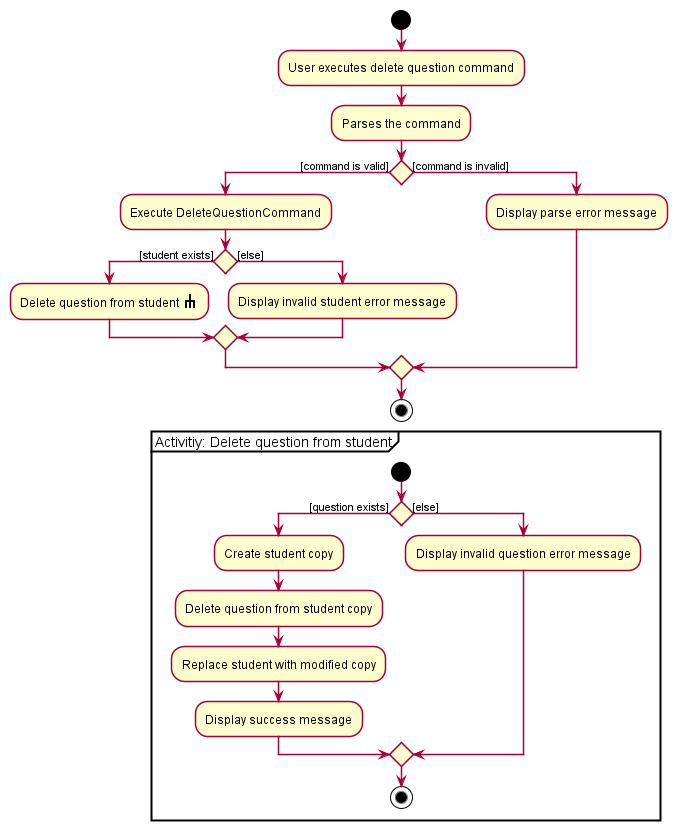 User executes delete question command
Parses the command
[command is valid]
[command is invalid]
Execute DeleteQuestionCommand
Display parse error message
[student exists]
[else]
Delete question from student
Display invalid student error message
Activitiy: Delete question from student
[question exists]
[else]
Create student copy
Display invalid question error message
Delete question from student copy
Replace student with modified copy
Display success message